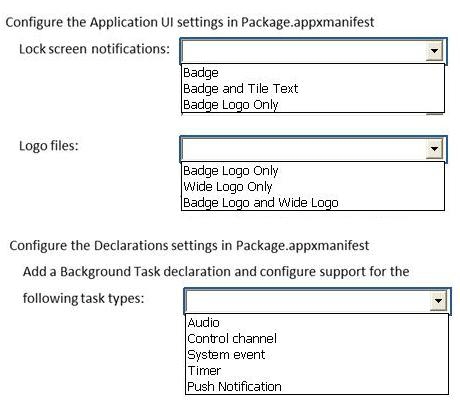 Configure the Application UI settings in Package.appxmanifest
Lock screen notifications:
Badge
Badge and Tile Text
Badge Logo Only
Logo files:
Badge Logo Only
Wide Logo Only
Badge Logo and Wide Logo
Configure the Declarations settings in Package.appxmanifest
Add a Background Task declaration and configure support for the
following task types:
Audio
Control channel
System event
Timer
Push Notification